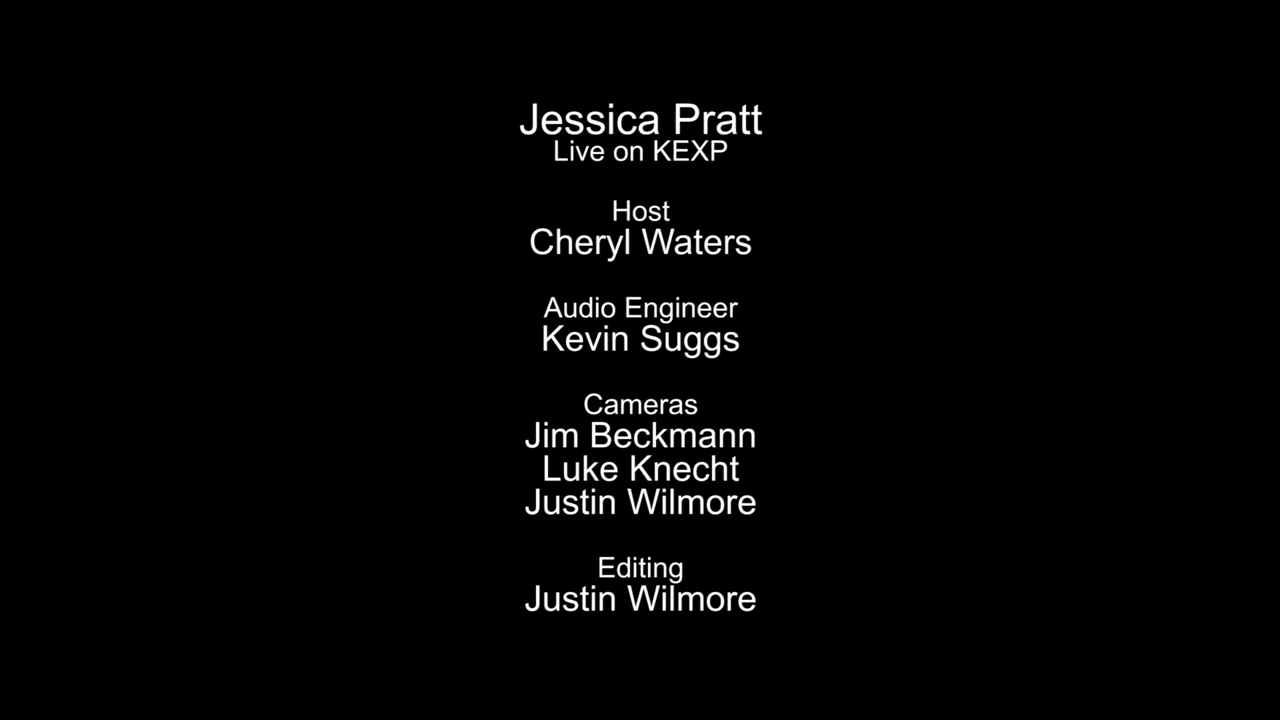 Jessica Pratt
Live on KEXP
Host
Cheryl Waters
Audio Engineer
Kevin Suggs
Cameras
Jim Beckmann
Luke Knecht
Justin Wilmore
Editing
Justin Wilmore